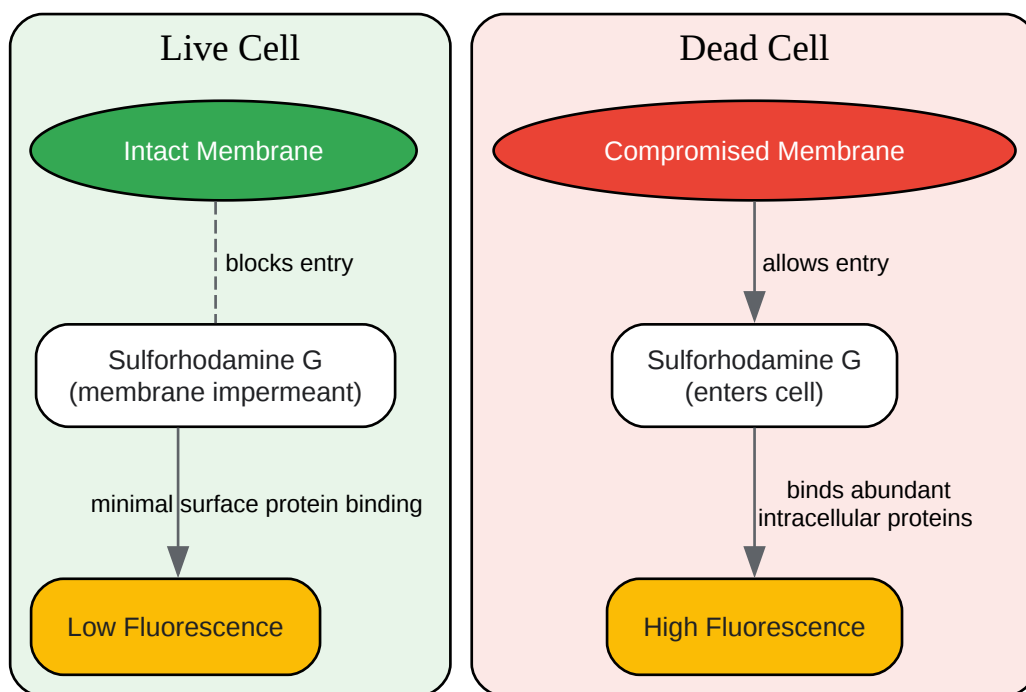 Live Cell
Intact Membrane
blocks entry
Sulforhodamine G
(membrane impermeant)
minimal surface protein binding
Low Fluorescence
Dead Cell
Compromised Membrane
allows entry
Sulforhodamine G
(enters cell)
binds abundant
intracellular proteins
High Fluorescence